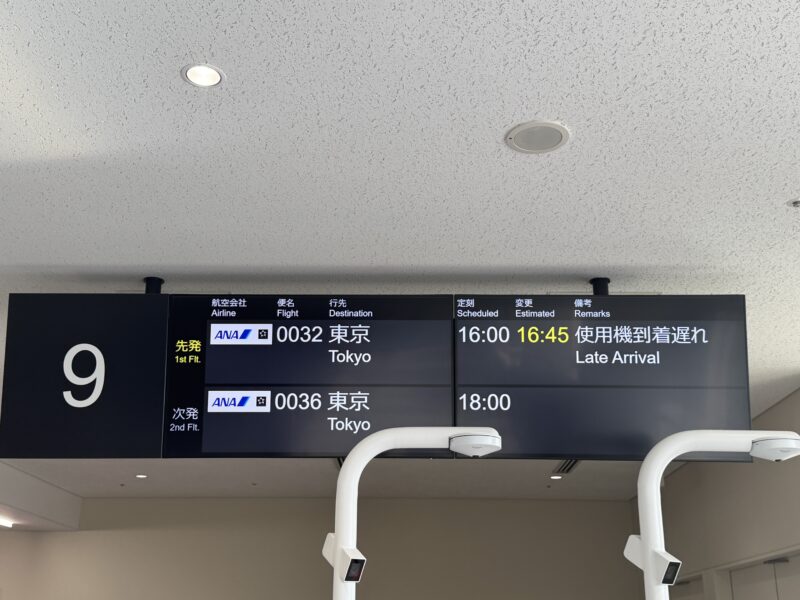 航空会社 便名 行先 定刻 変更 備考
Airline Flight Destination Scheduled Estimated Remarks
9
先発 ANA 0032 東京 16:00 16:45 使用機到着遅れ
1st Flt. Tokyo Late Arrival
次発 ANA 0036 東京 18:00
2nd Flt. Tokyo